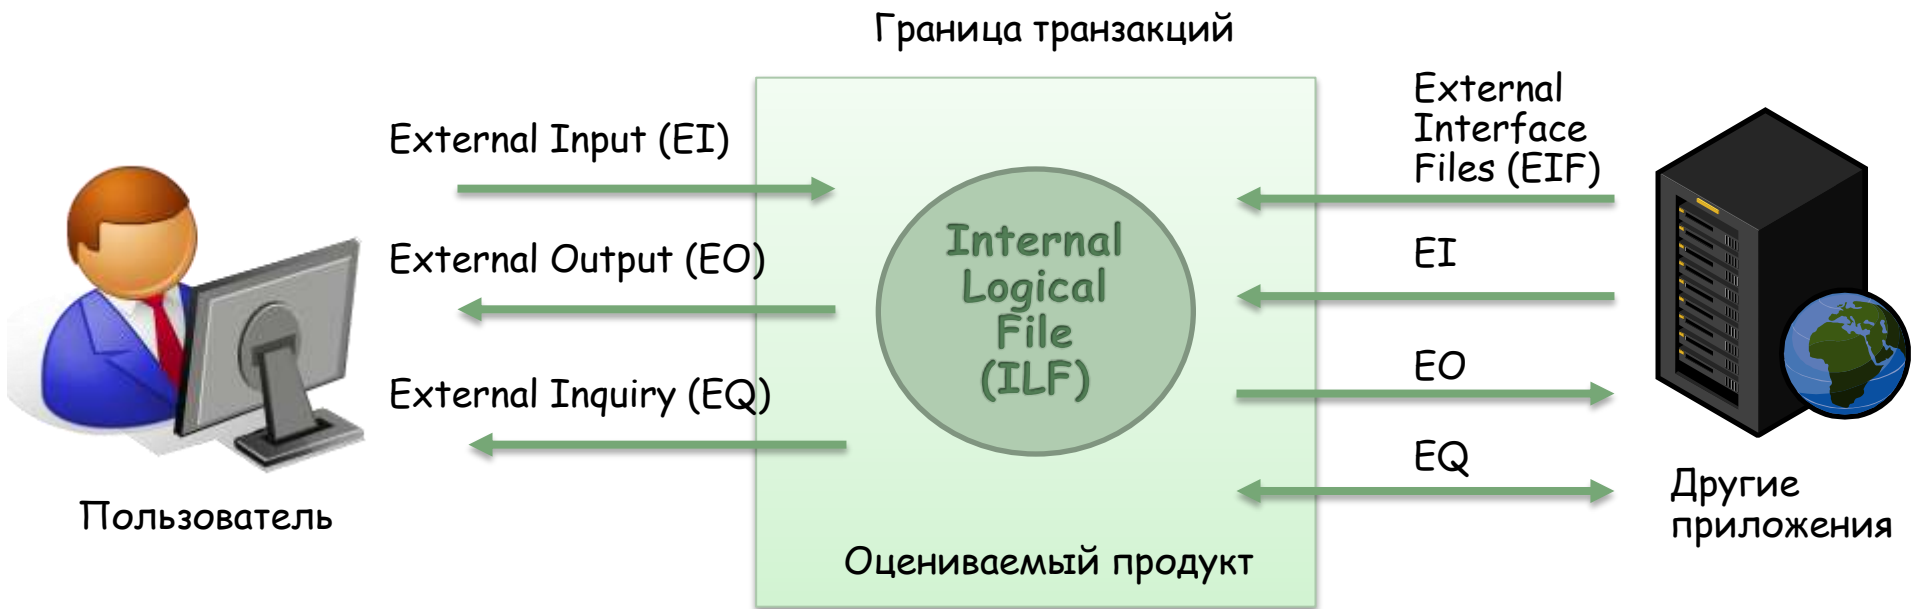 Граница транзакций
External Input (EI)
External Output (EO)
External Inquiry (EQ)
Пользователь
Internal
Logical
File
(ILF)
Оцениваемый продукт
External
Interface
Files (EIF)
EI
EO
EQ
Другие
приложения